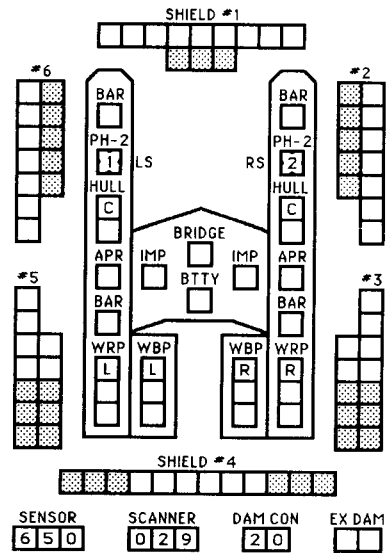 SHIELD #1
#6
#2
BAR
BAR
PH-2
PH-2
1
LS
RS
2
HULL
HULL
C
C
BRIDGE
APR
IMP
IMP
APR
BTTY
#5
#3
BAR
BAR
WRP
WBP
WBP
WRP
L
L
R
R
SHIELD #4
SENSOR
SCANNER
DAM CON
EX DAM
6 5 0
0 2 9
2 0